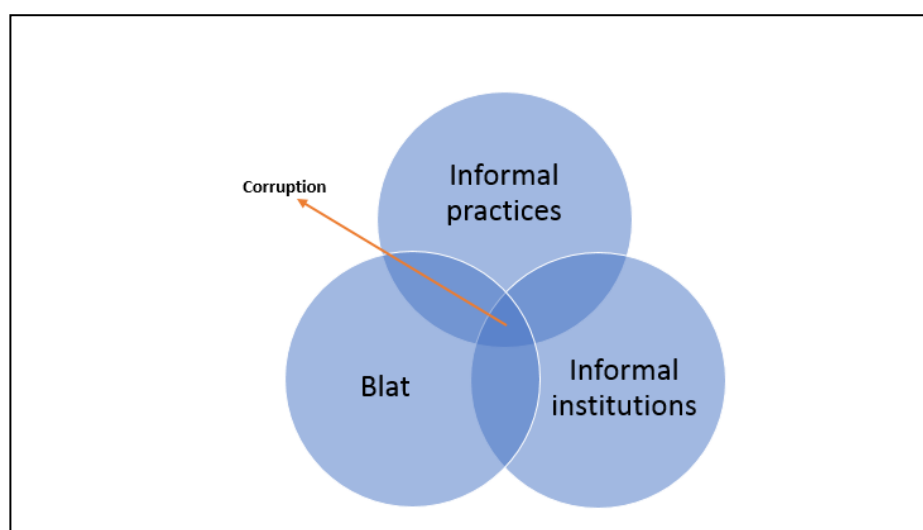 Informal
practices
Corruption
Blat
Informal
institutions